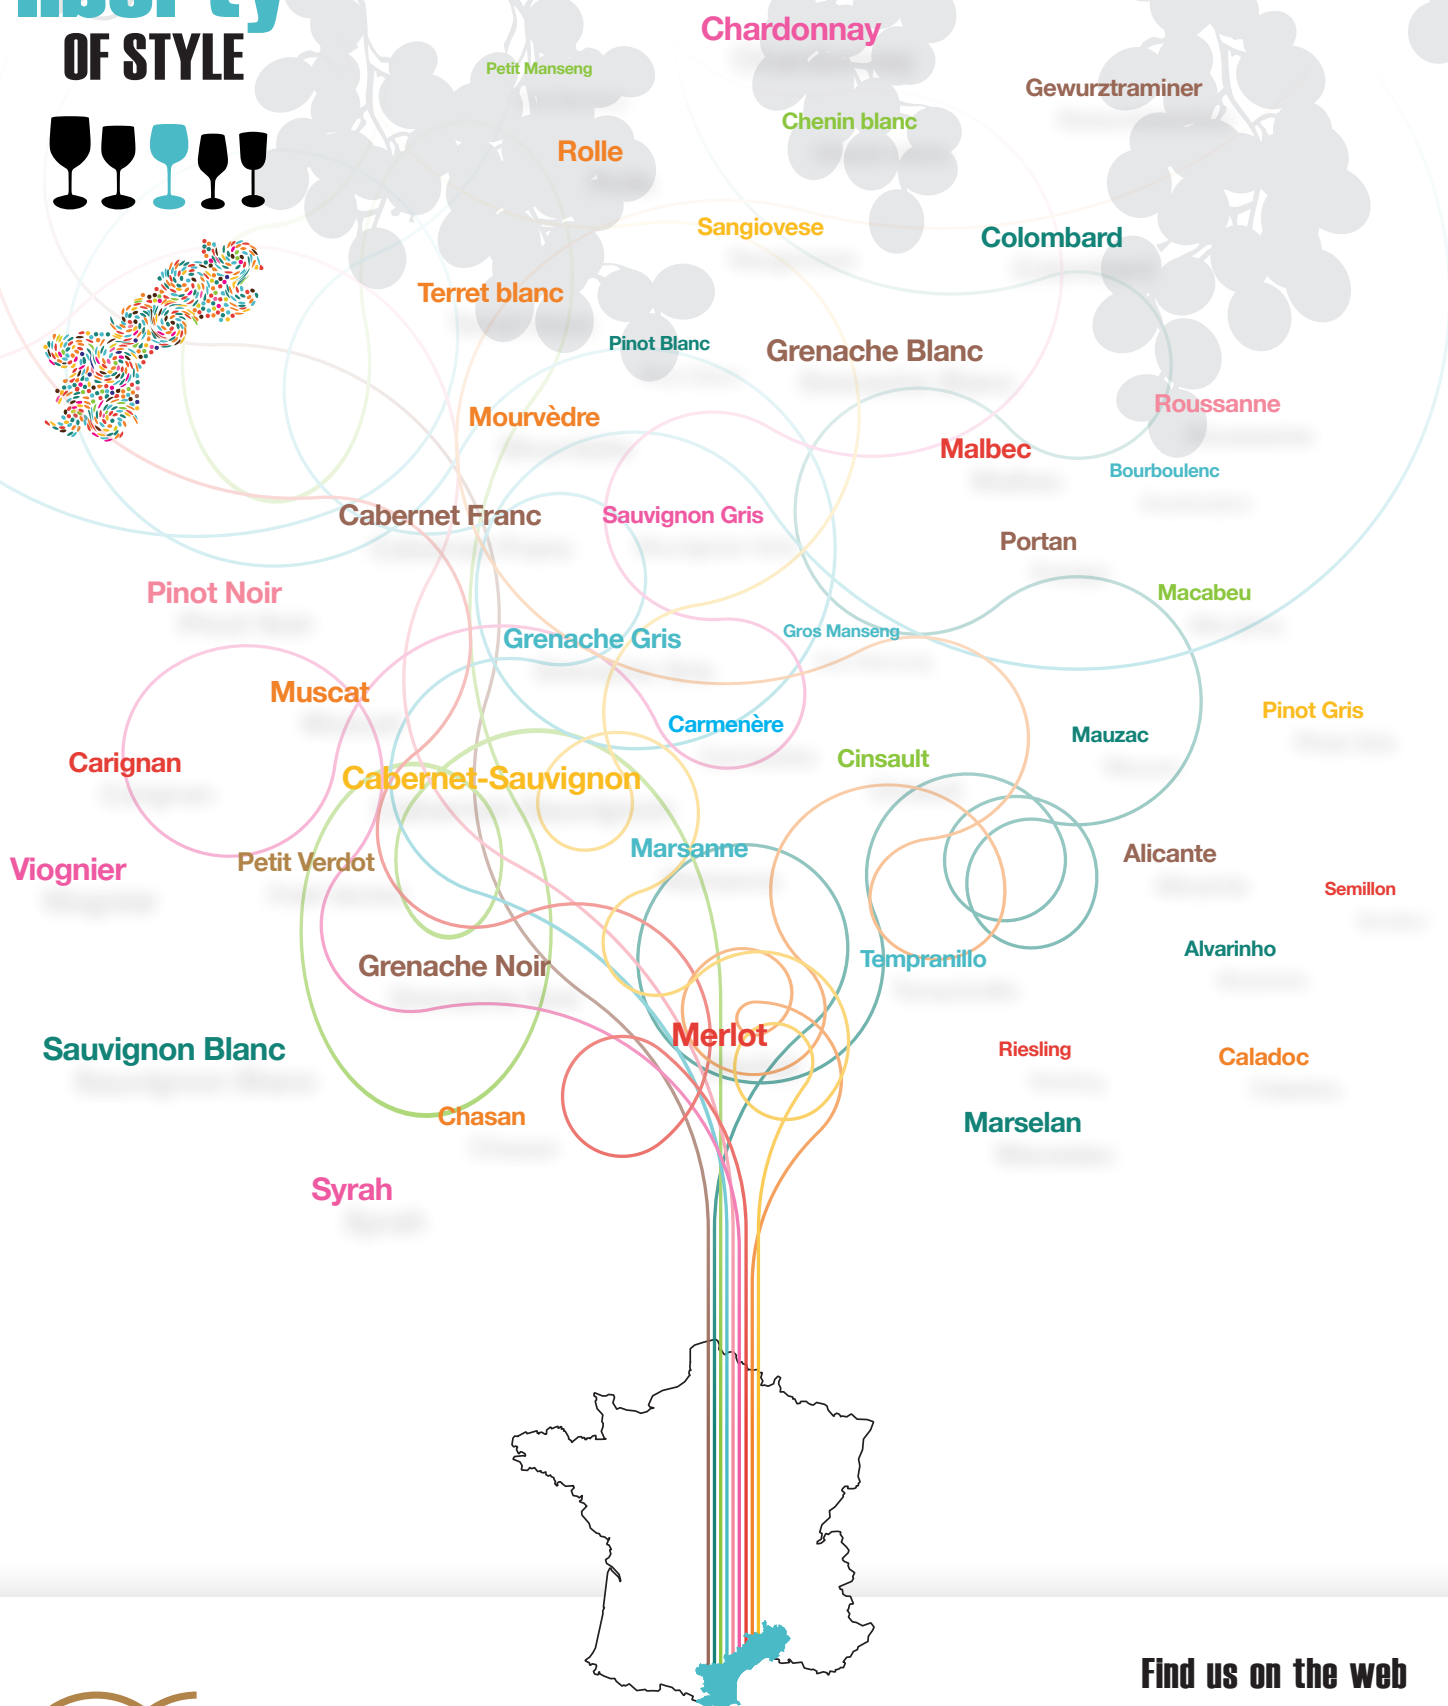 liberty
OF STYLE
Chardonnay
Petit Manseng
Gewurztraminer
Chenin blanc
Rolle
Sangiovese
Colombard
Terret blanc
Pinot Blanc
Grenache Blanc
Roussanne
Mourvèdre
Malbec
Bourboulenc
Cabernet Franc
Sauvignon Gris
Portan
Pinot Noir
Macabeu
Grenache Gris
Gros Manseng
Muscat
Pinot Gris
Carmenère
Mauzac
Carignan
Cinsault
Cabernet-Sauvignon
Marsanne
Alicante
Viognier
Petit Verdot
Semillon
Alvarinho
Grenache Noir
Tempranillo
Merlot
Sauvignon Blanc
Riesling
Caladoc
Chasan
Marselan
Syrah
Find us on the web